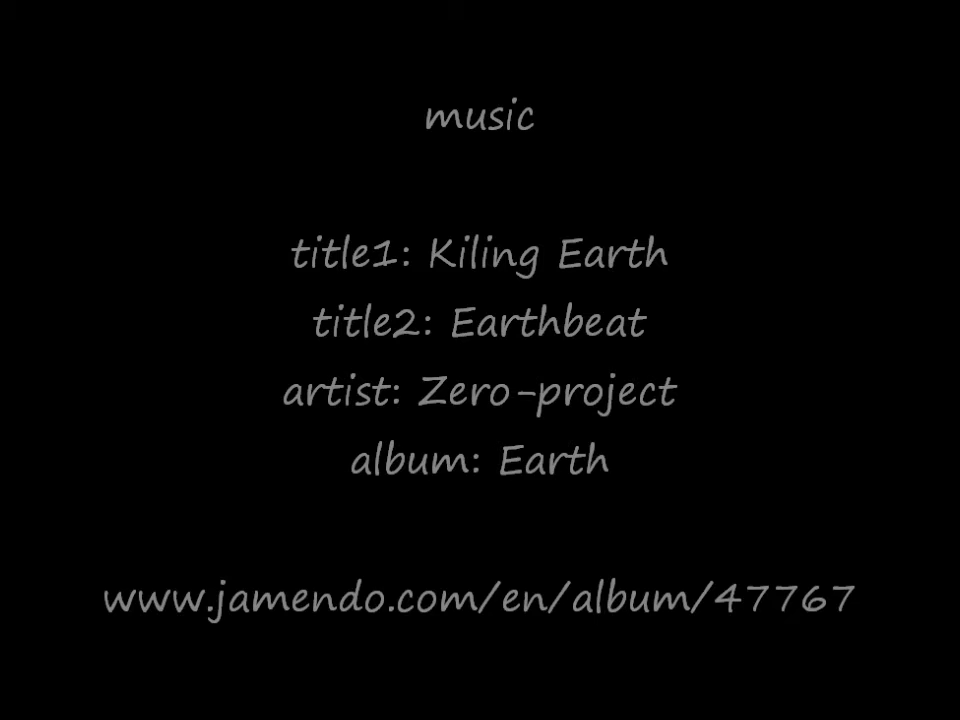 music
title1: Kiling Earth
title2: Earthbeat
artist: Zero-project
album: Earth
www.jamendo.com/en/album/47767